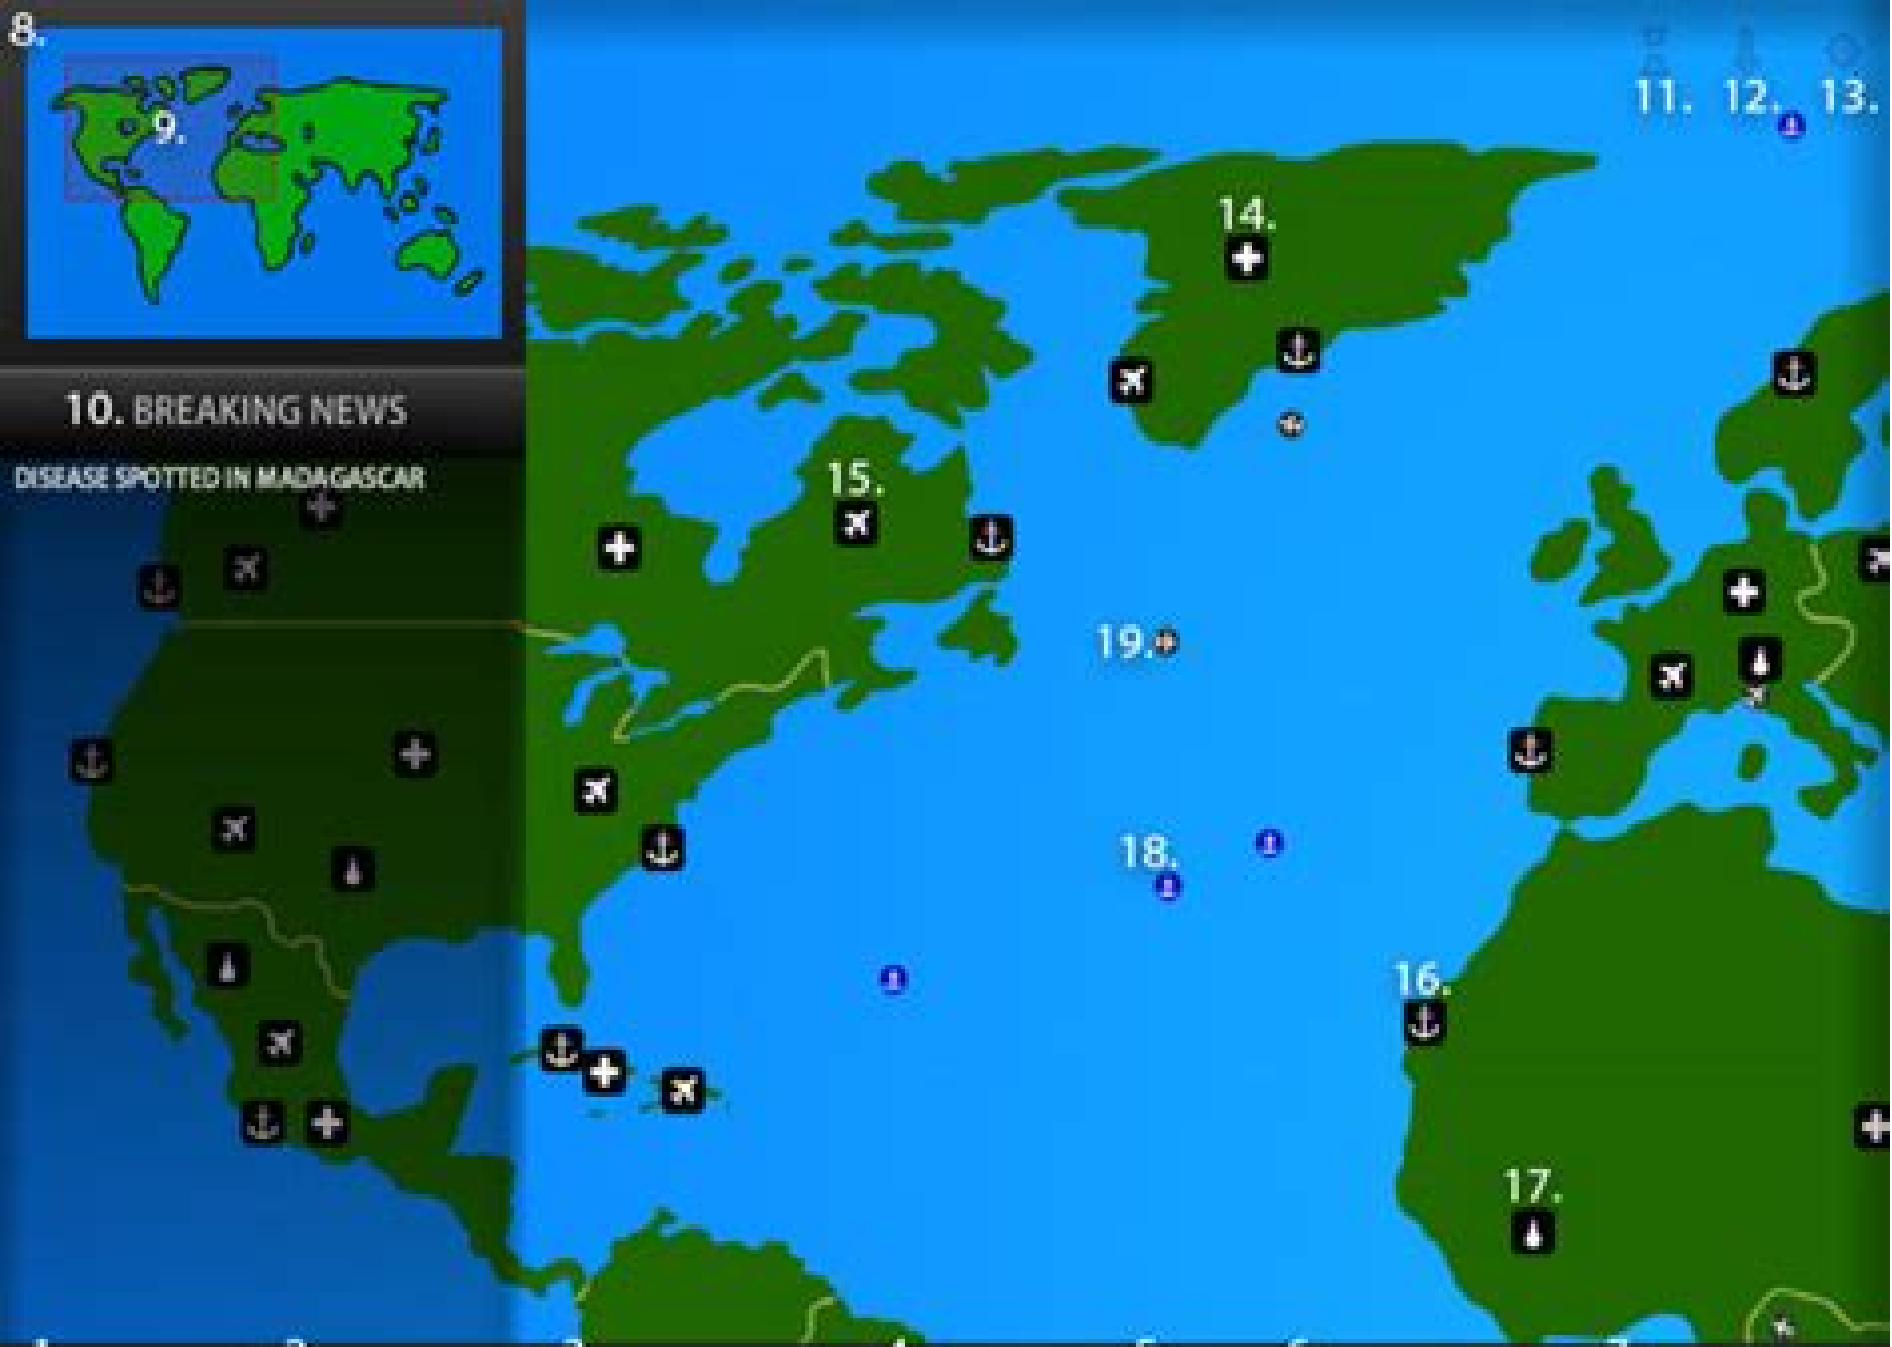 8.
9.
10. BREAKING NEWS
DISEASE SPOTTED IN MADAGASCAR
11. 12. 13.
14.
15.
19.
18.
16.
17.